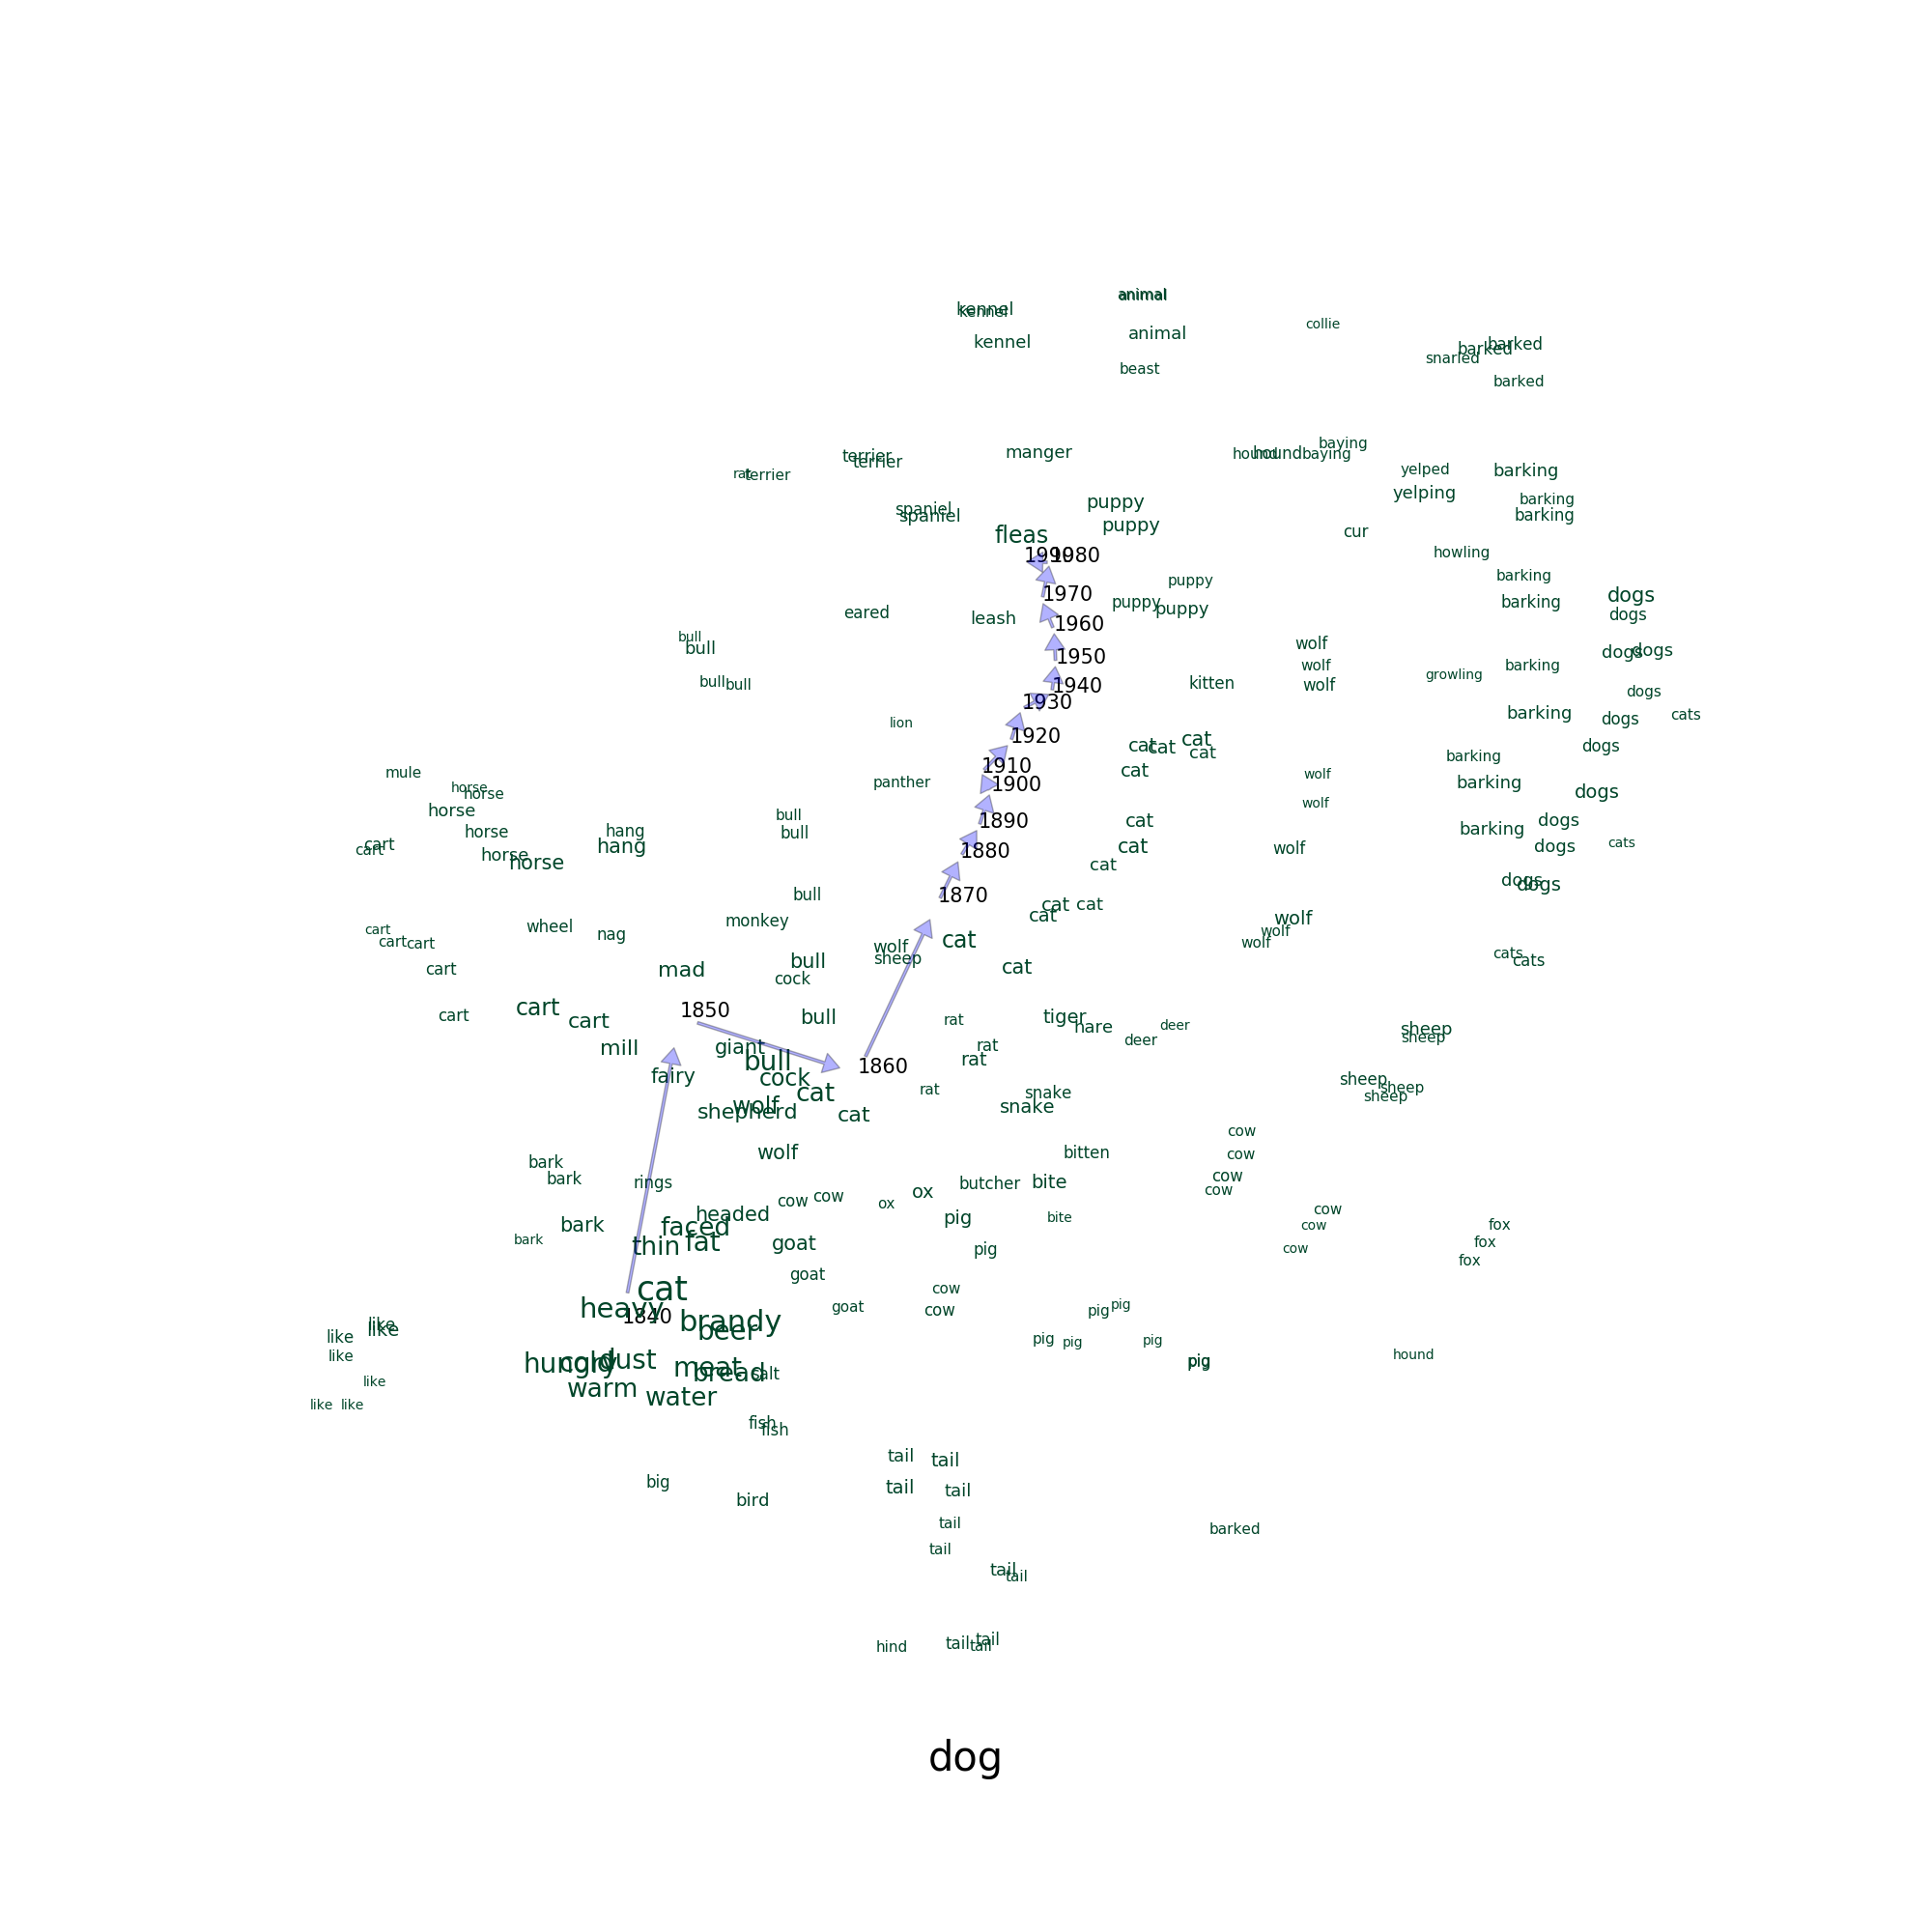 animal
animal
kennel
kennel
collie
animal
kennel
barked
barked
snarled
beast
barked
baying
manger
hound
hound
baying
terrier
terrier
rat
terrier
yelped
barking
yelping
barking
puppy
spaniel
spaniel
barking
puppy
cur
fleas
howling
1990
1980
barking
puppy
1970
dogs
puppy
barking
puppy
eared
leash
dogs
1960
bull
wolf
bull
dogs
dogs
1950
wolf
barking
growling
bull
bull
1940
kitten
wolf
dogs
1930
barking
cats
dogs
lion
1920
cat
cat
cat
cat
dogs
barking
1910
cat
mule
wolf
panther
1900
barking
horse
horse
dogs
wolf
horse
bull
cat
1890
dogs
hang
horse
bull
barking
cart
cart
hang
cat
wolf
dogs
cats
1880
horse
horse
cat
dogs
dogs
bull
1870
cat
cat
cat
wolf
monkey
wheel
cart
nag
wolf
cat
cart
cart
wolf
wolf
sheep
bull
cats
cats
cart
mad
cat
cock
cart
1850
cart
cart
bull
rat
tiger
hare
deer
deer
sheep
sheep
mill
giant
rat
bull
rat
1860
fairy
cock
cat
rat
snake
sheep
sheep
sheep
wolf
shepherd
cat
snake
wolf
bitten
cow
cow
bark
bark
rings
cow
cow
ox
ox
butcher
bite
cow
cow
headed
faced
bark
bark
pig
bite
cow
cow
fox
thin
fat
goat
pig
cow
fox
fox
goat
cat
cow
heavy
1840
goat
cow
pig
pig
brandy
beer
like
like
like
like
pig
pig
pig
hungry
cold
dust
meat
bread
salt
pig
hound
warm
water
like
like
like
fish
fish
tail
tail
big
bird
tail
tail
tail
barked
tail
tail
tail
hind
tail
tail
tail
dog